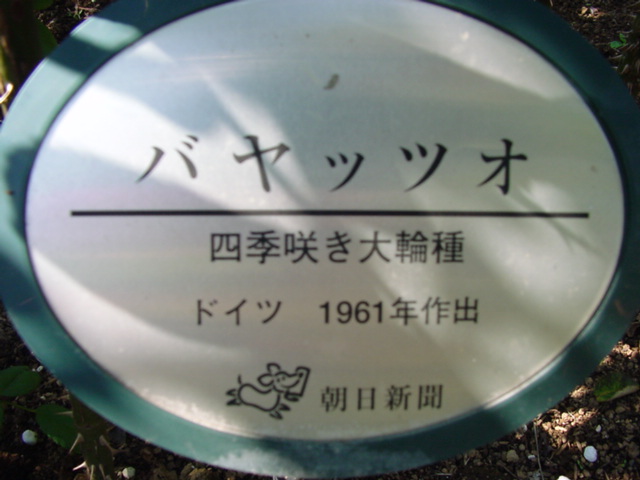 バヤッツオ
四季咲き大輪種
ドイツ 1961年作出
朝日新聞